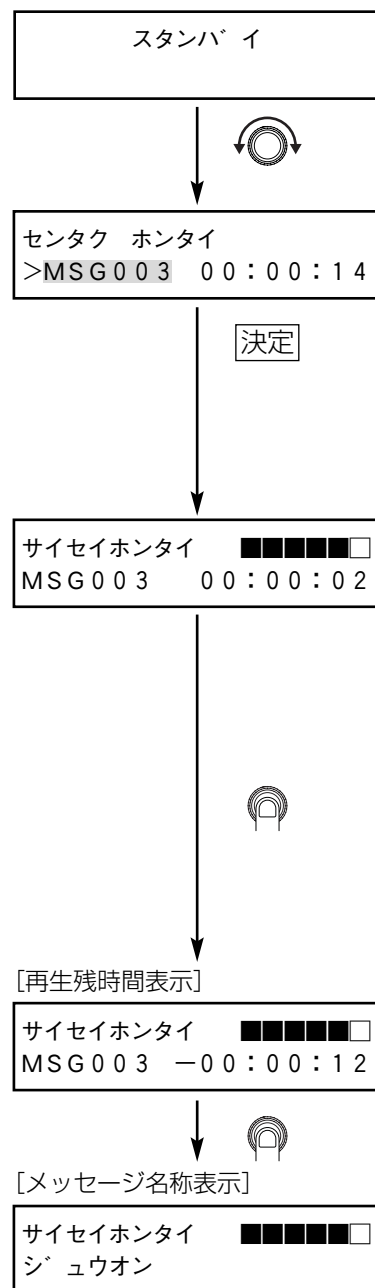 スタンバイ
センタク ホンタイ
>MSG003 00:00:14
決定
サイセイホンタイ ■■■■■□
MSG003 00:00:02
[再生残時間表示]
サイセイホンタイ ■■■■■□
MSG003 −00:00:12
[メッセージ名称表示]
サイセイホンタイ ■■■■■□
ジュウオン